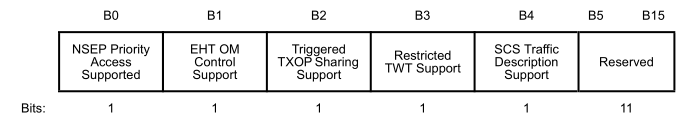 B0 B1 B2 B3 B4 B5 B15
NSEP Priority Access Supported
EHT OM Control Support
Triggered TXOP Sharing Support
Restricted TWT Support
SCS Traffic Description Support
Reserved
Bits: 1 1 1 1 1 11